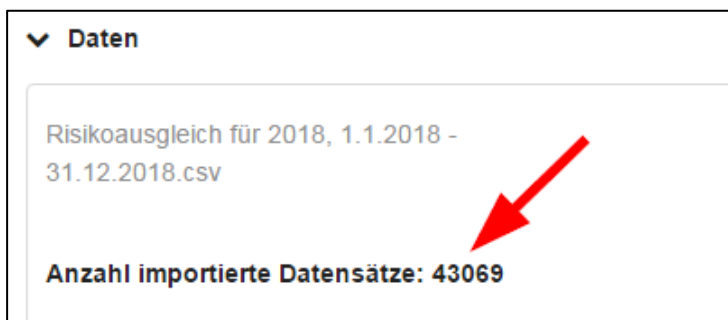 Daten
Risikoausgleich für 2018, 1.1.2018 -
31.12.2018.csv
Anzahl importierte Datensätze: 43069